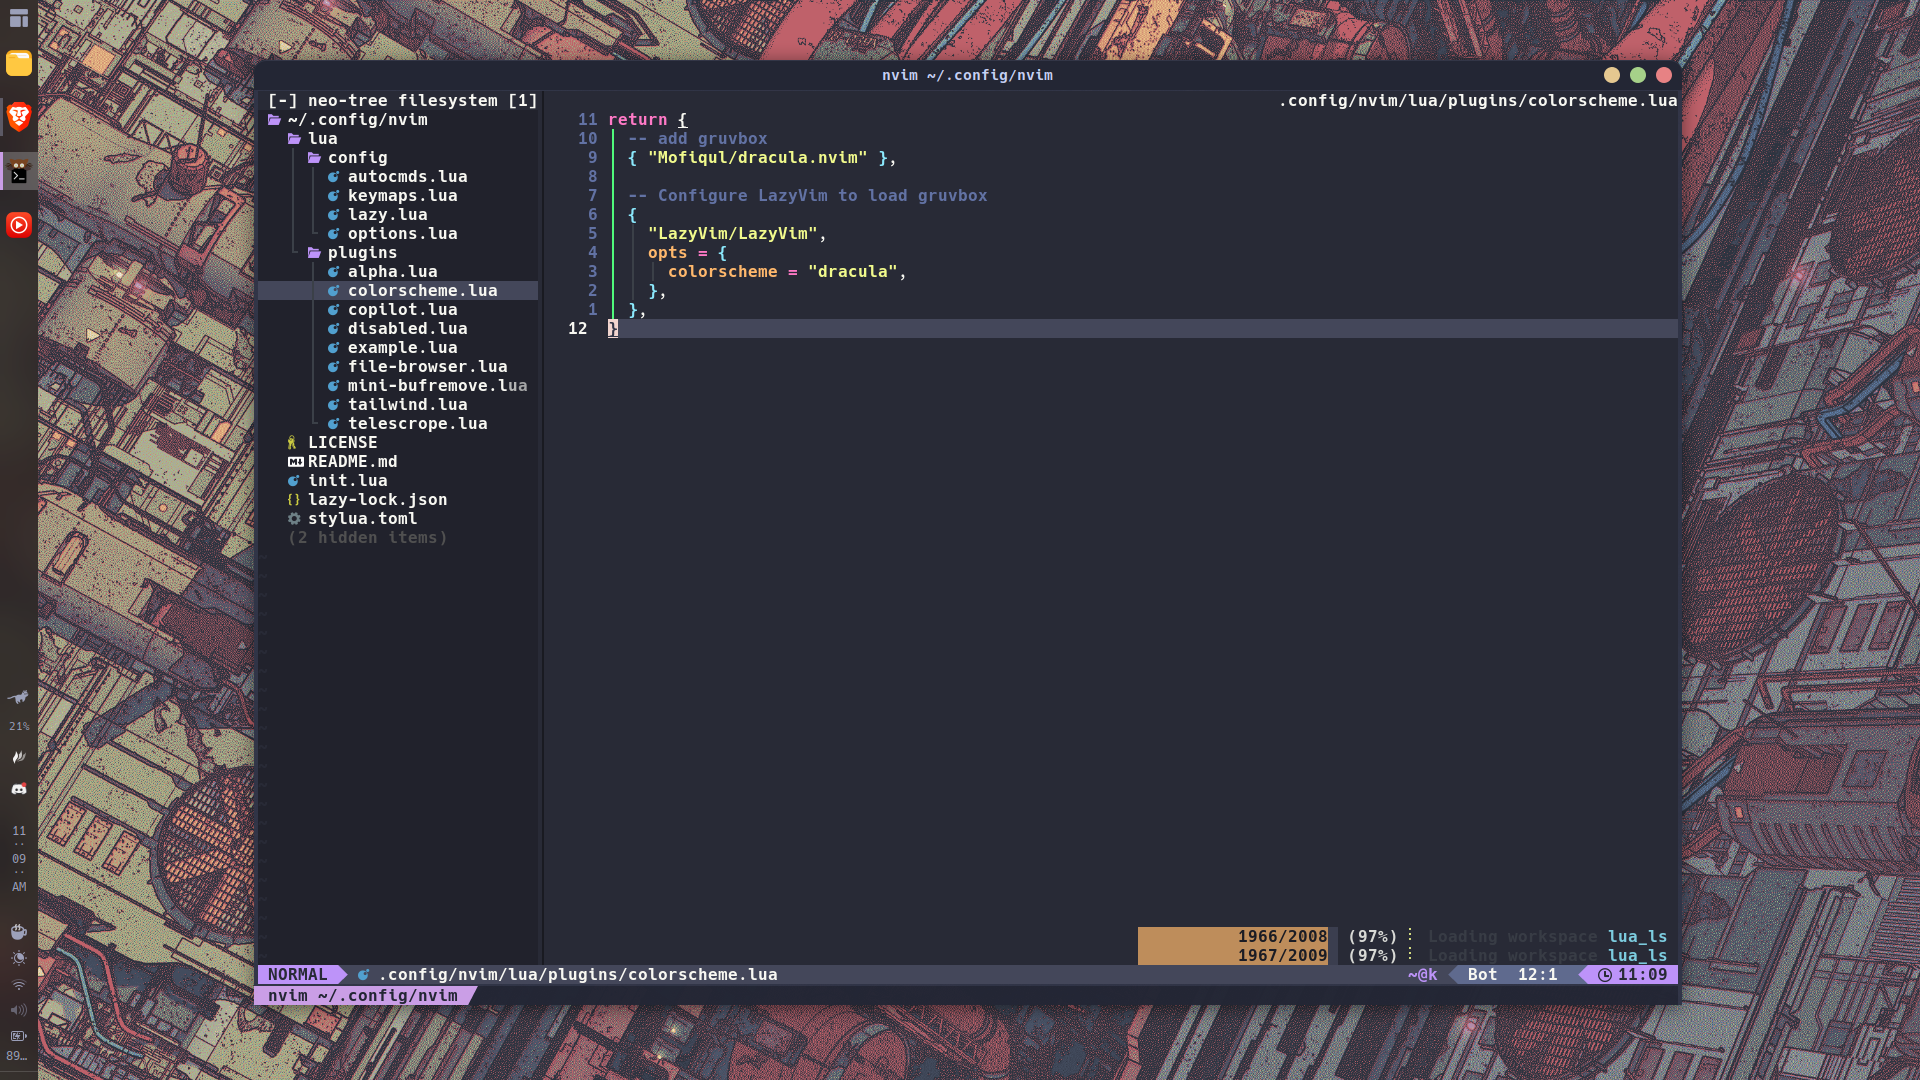 nvim ~/.config/nvim
[-] neo-tree filesystem [1]
~/.config/nvim
lua
config
autocmds.lua
keymaps.lua
lazy.lua
options.lua
plugins
alpha.lua
colorscheme.lua
copilot.lua
disabled.lua
example.lua
file-browser.lua
mini-bufremove.lua
tailwind.lua
telescrope.lua
LICENSE
README.md
init.lua
lazy-lock.json
stylua.toml
(2 hidden items)
.config/nvim/lua/plugins/colorscheme.lua
11 return {
10 -- add gruvbox
9 { "Mofiqul/dracula.nvim" },
8
7 -- Configure LazyVim to load gruvbox
6 {
5 "LazyVim/LazyVim",
4 opts = {
3 colorscheme = "dracula",
2 },
1 },
12 }
1966/2008 (97%) Loading workspace lua_ls
1967/2009 (97%) Loading workspace lua_ls
NORMAL .config/nvim/lua/plugins/colorscheme.lua ~@k Bot 12:1 11:09
nvim ~/.config/nvim
21%
11
09
AM
89...